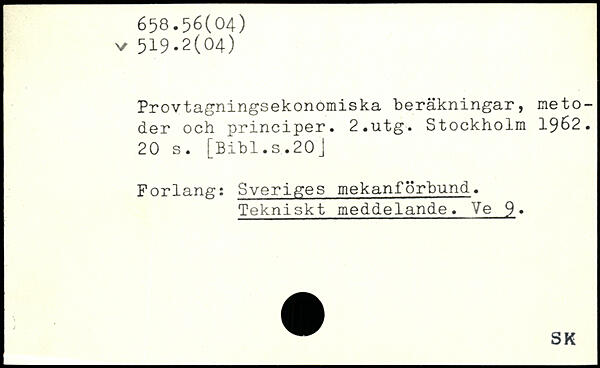 658.56(04)
v 519.2(04)
Provtagningsekonomiska beräkningar, meto-
der och principer. 2.utg. Stockholm 1962.
20 s. [Bibl.s.20]
Forlang: Sveriges mekanförbund.
Tekniskt meddelande. Ve 9.
SK